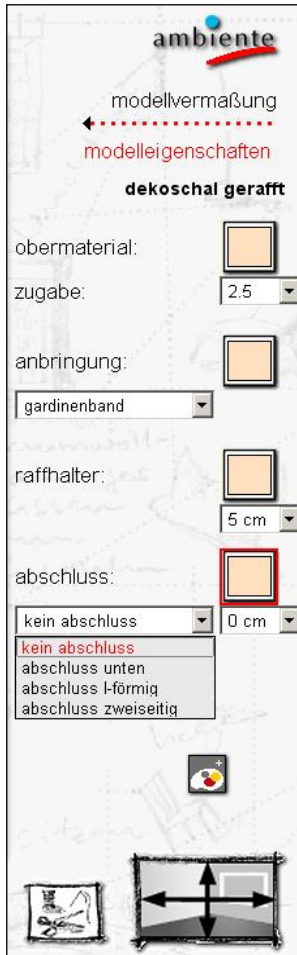 ambiente
modellvermaßung
modelleigenschaften
dekoschal gerafft
obermaterial:
zugabe: 2.5
anbringung:
gardinenband
raffhalter:
5 cm
abschluss:
kein abschluss 0 cm
kein abschluss
abschluss unten
abschluss l-förmig
abschluss zweiseitig